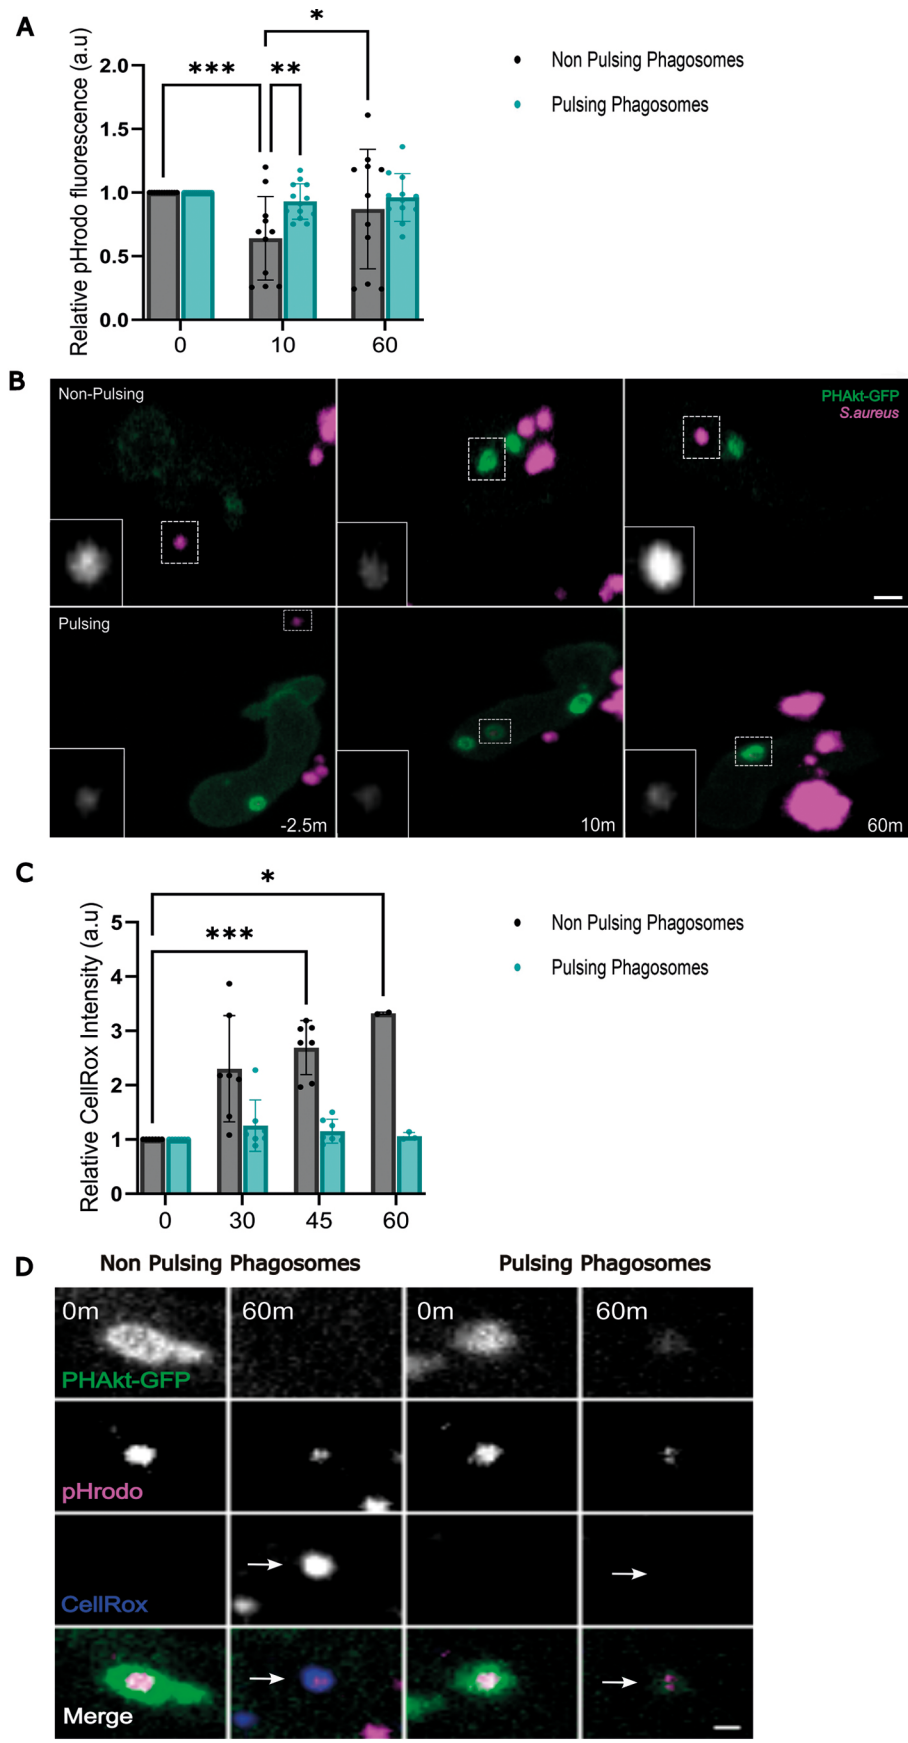 A
Relative pHrodo fluorescence (a.u)
2.0
1.5
1.0
0.5
0.0
0
10
60
***
**
*
Non Pulsing Phagosomes
Pulsing Phagosomes
B
Non-Pulsing
PHAkt-GFP
S.aureus
Pulsing
-2.5m
10m
60m
C
Relative CellRox Intensity (a.u)
5
4
3
2
1
0
0
30
45
60
*
***
Non Pulsing Phagosomes
Pulsing Phagosomes
D
Non Pulsing Phagosomes
Pulsing Phagosomes
0m
60m
0m
60m
PHAkt-GFP
pHrodo
CellRox
Merge